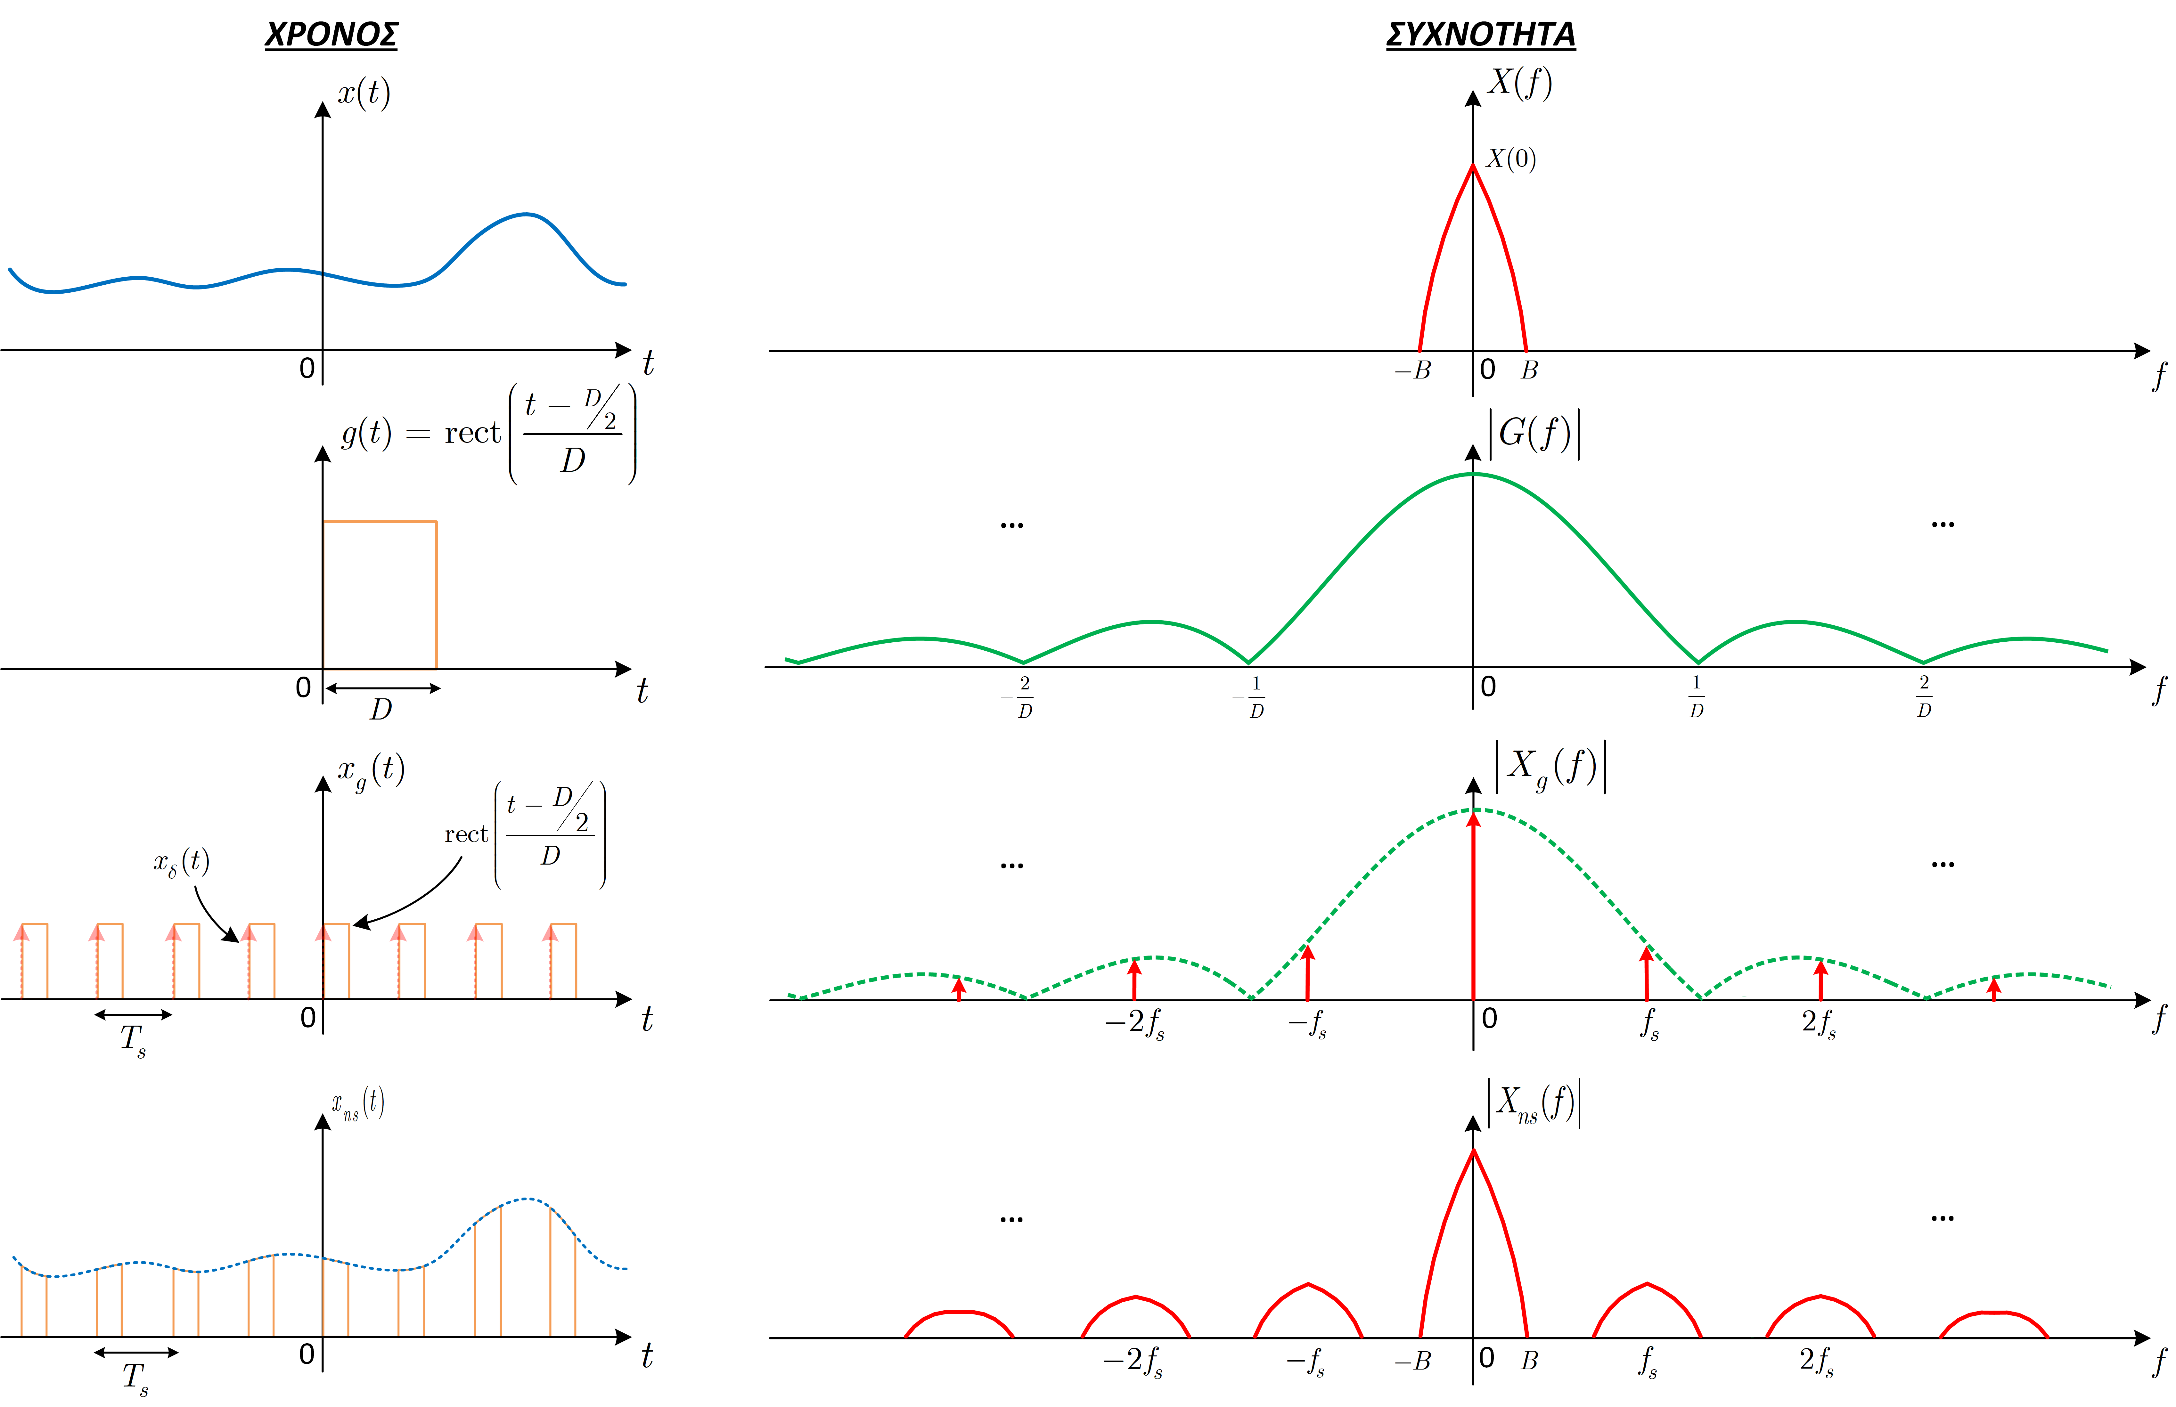 ΧΡΟΝΟΣ
x(t)
0
t
g(t) = rect((t − D/2)/D)
0
D
t
x_g(t)
rect((t − D/2)/D)
x_δ(t)
0
T_s
t
x_ns(t)
0
T_s
t
ΣΥΧΝΟΤΗΤΑ
X(f)
X(0)
−B
0
B
f
|G(f)|
...
...
−2/D
−1/D
0
1/D
2/D
f
|X_g(f)|
...
...
−2f_s
−f_s
0
f_s
2f_s
f
|X_ns(f)|
...
...
−2f_s
−f_s
−B
0
B
f_s
2f_s
f